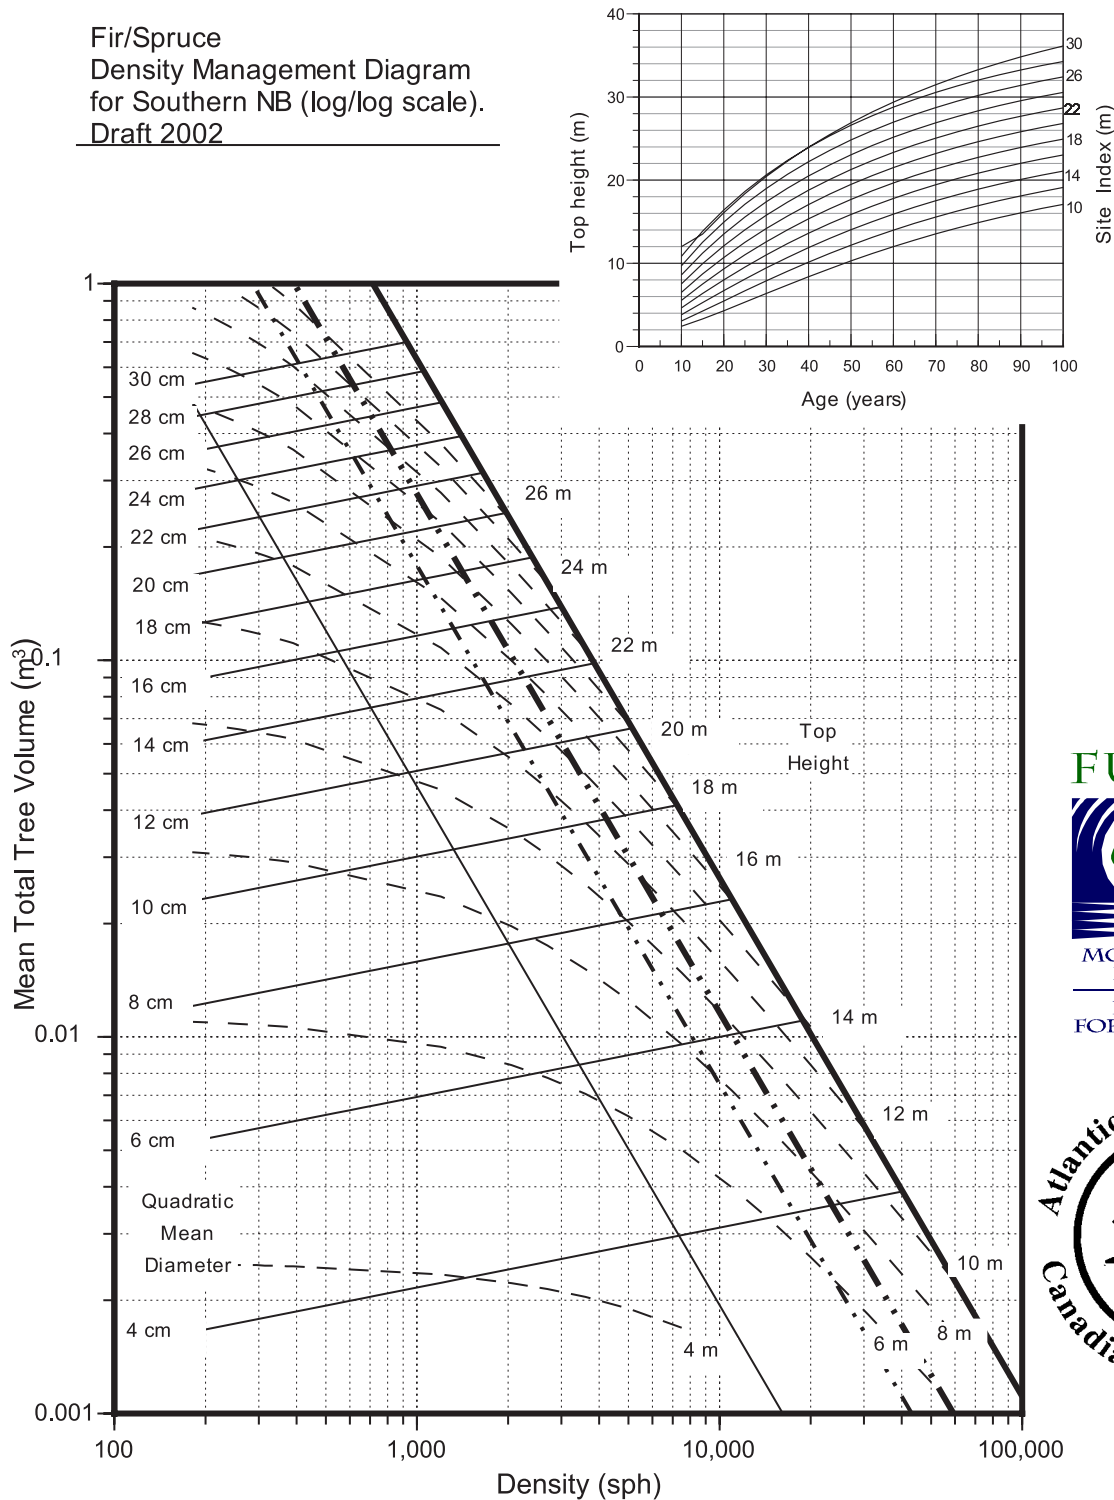 Fir/Spruce
Density Management Diagram
for Southern NB (log/log scale).
Draft 2002
40
30
20
10
0
Top height (m)
0 10 20 30 40 50 60 70 80 90 100
Age (years)
30
26
22
18
14
10
Site Index (m)
1
0.1
0.01
0.001
Mean Total Tree Volume (m³)
30 cm
28 cm
26 cm
24 cm
22 cm
20 cm
18 cm
16 cm
14 cm
12 cm
10 cm
8 cm
6 cm
4 cm
Quadratic
Mean
Diameter
26 m
24 m
22 m
20 m
18 m
16 m
14 m
12 m
10 m
8 m
6 m
4 m
Top
Height
100 1,000 10,000 100,000
Density (sph)
Atlantic